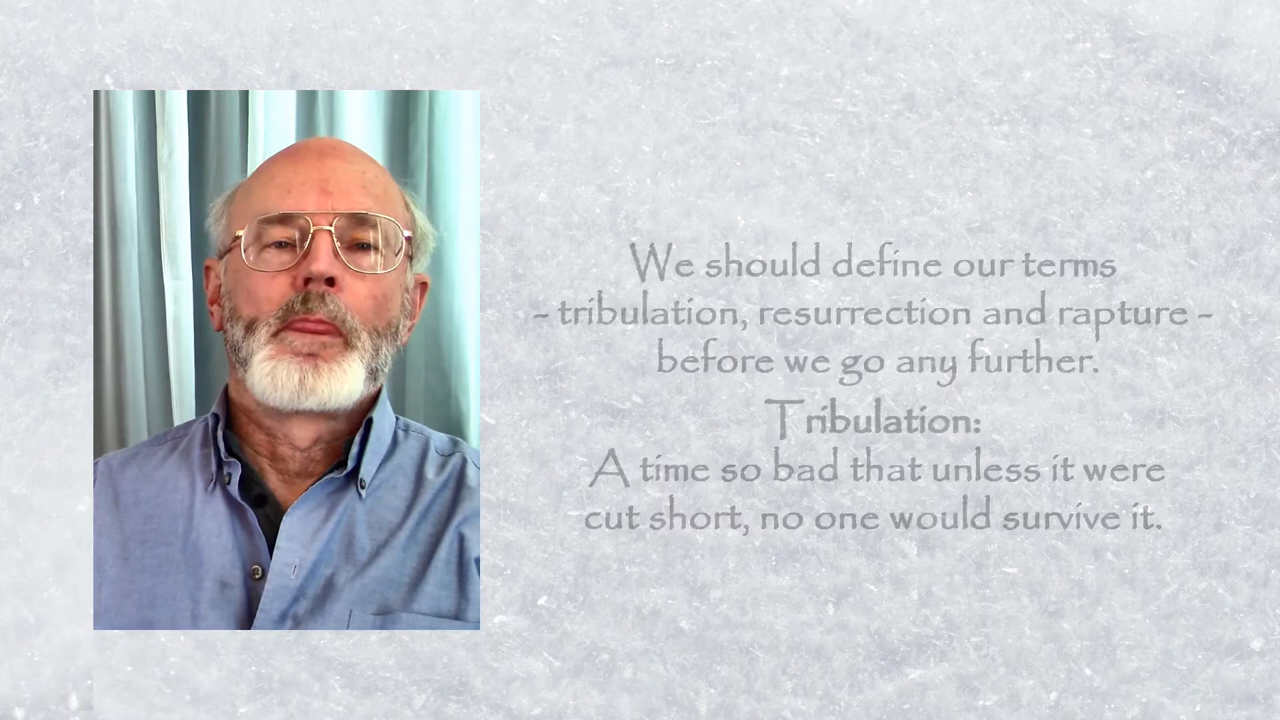 We should define our terms
- tribulation, resurrection and rapture -
before we go any further.
Tribulation:
A time so bad that unless it were
cut short, no one would survive it.